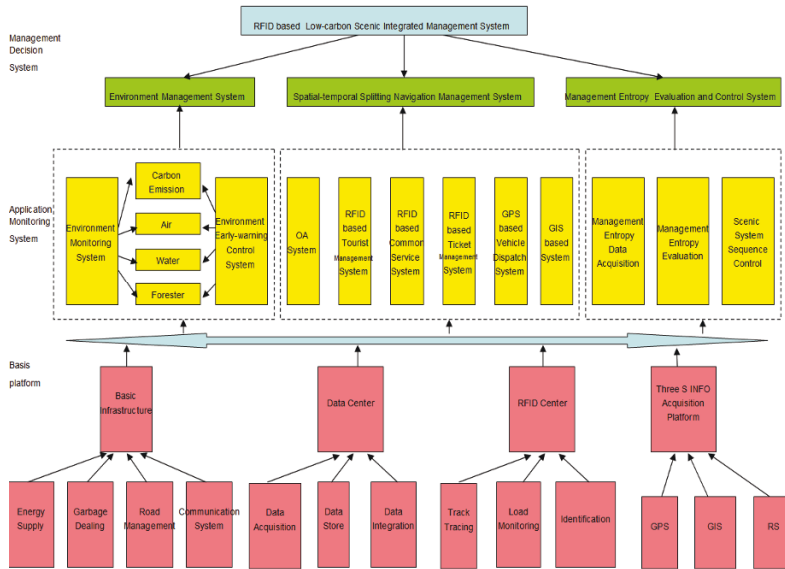 RFID based Low-carbon Scenic Integrated Management System
Management
Decision
System
Environment Management System
Spatial-temporal Splitting Navigation Management System
Management Entropy Evaluation and Control System
Application
Monitoring
System
Environment
Monitoring
System
Carbon
Emission
Air
Water
Forester
Environment
Early-warning
Control
System
OA
System
RFID
based
Tourist
Management
System
RFID
based
Common
Service
System
RFID
based
Ticket
Management
System
GPS
based
Vehicle
Dispatch
System
GIS
based
System
Management
Entropy
Data
Acquisition
Management
Entropy
Evaluation
Scenic
System
Sequence
Control
Basis
platform
Basic
Infrastructure
Data Center
RFID Center
Three S INFO
Acquisition
Platform
Energy
Supply
Garbage
Dealing
Road
Management
Communication
System
Data
Acquisition
Data
Store
Data
Integration
Track
Tracing
Load
Monitoring
Identification
GPS
GIS
RS